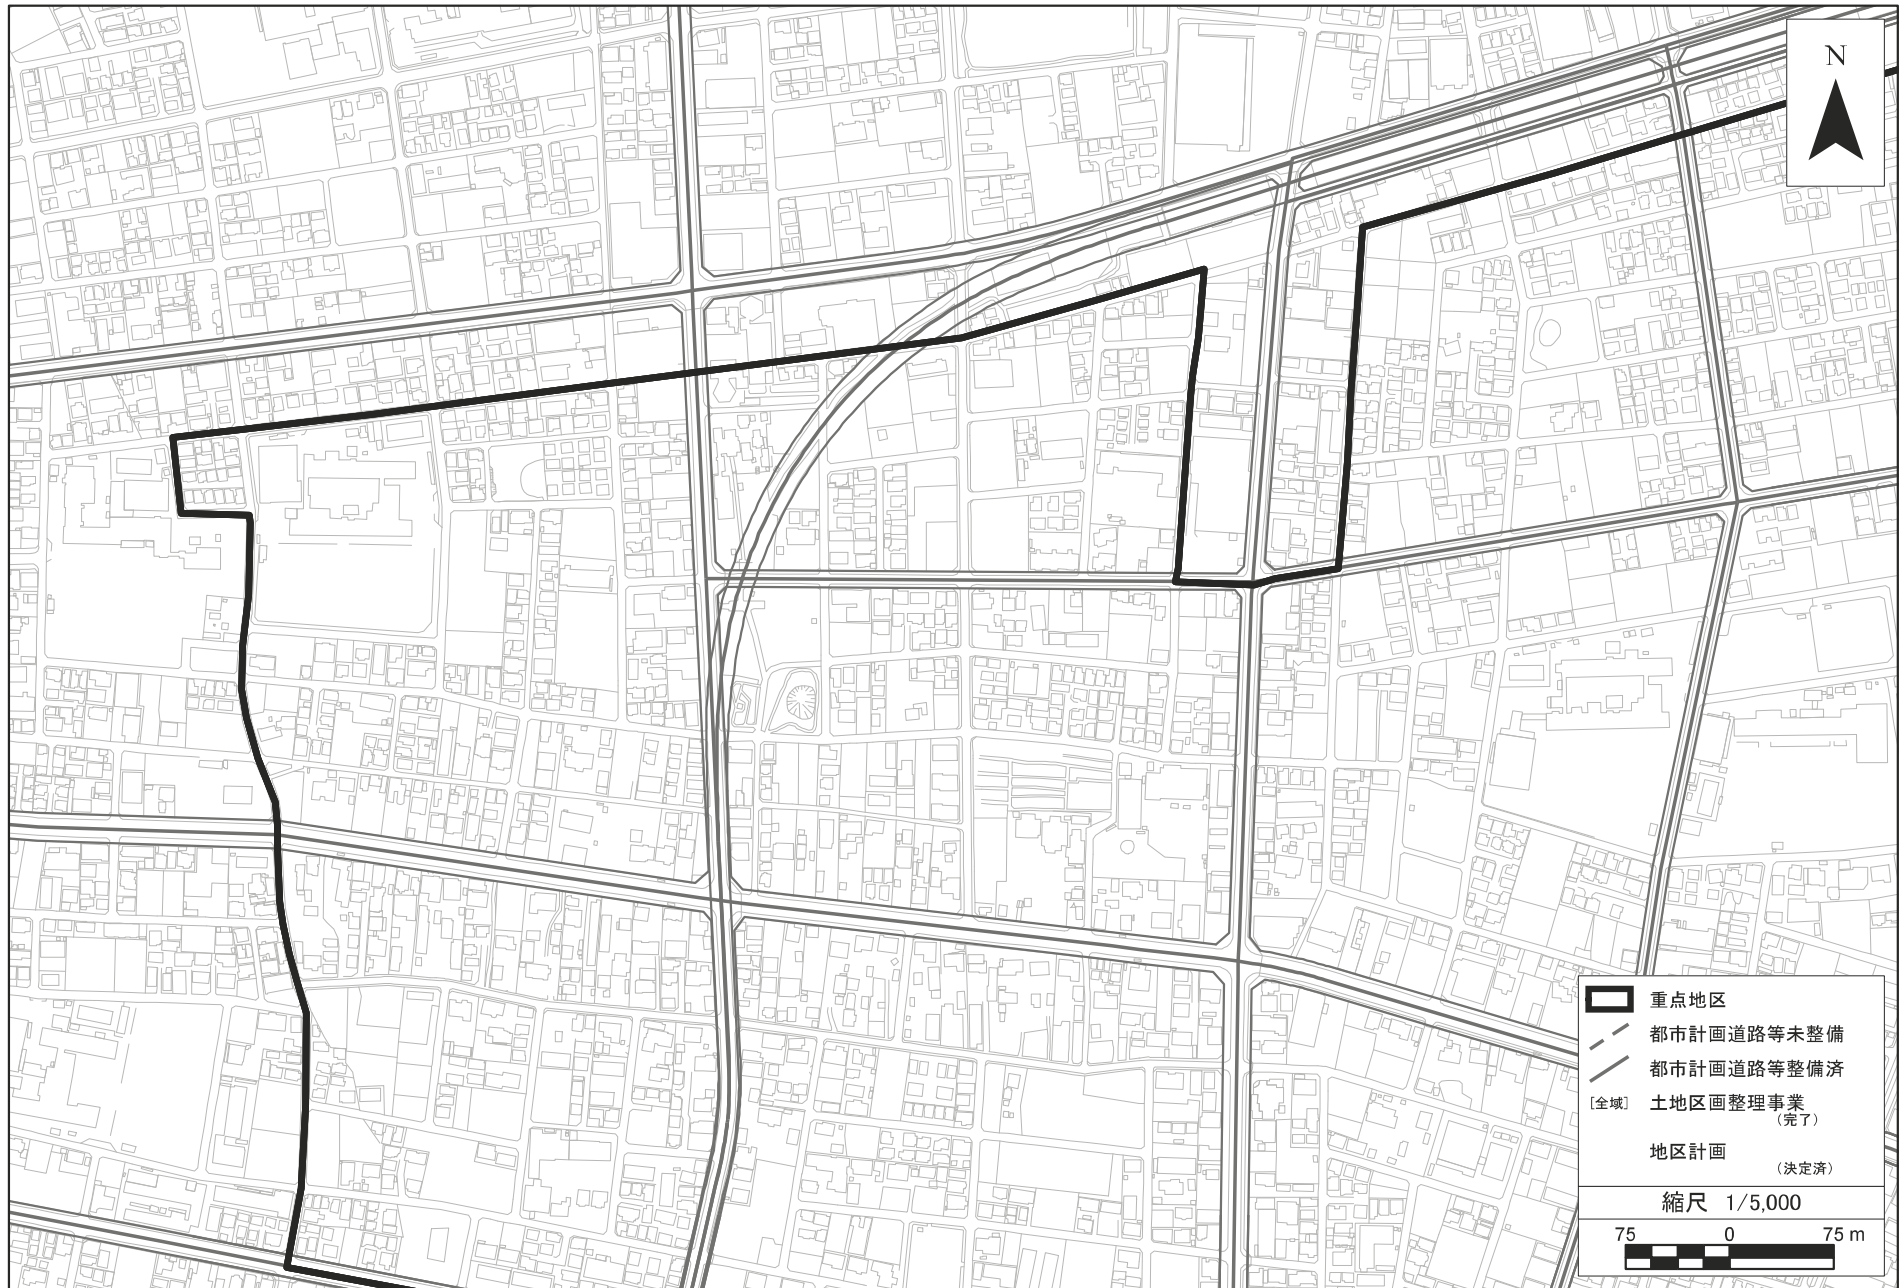 N
重点地区
都市計画道路等未整備
都市計画道路等整備済
[全域] 土地区画整理事業
(完了)
地区計画
(決定済)
縮尺 1/5,000
75 0 75 m